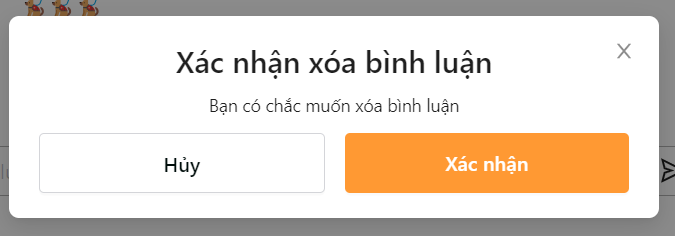 Xác nhận xóa bình luận
Bạn có chắc muốn xóa bình luận
Hủy
Xác nhận